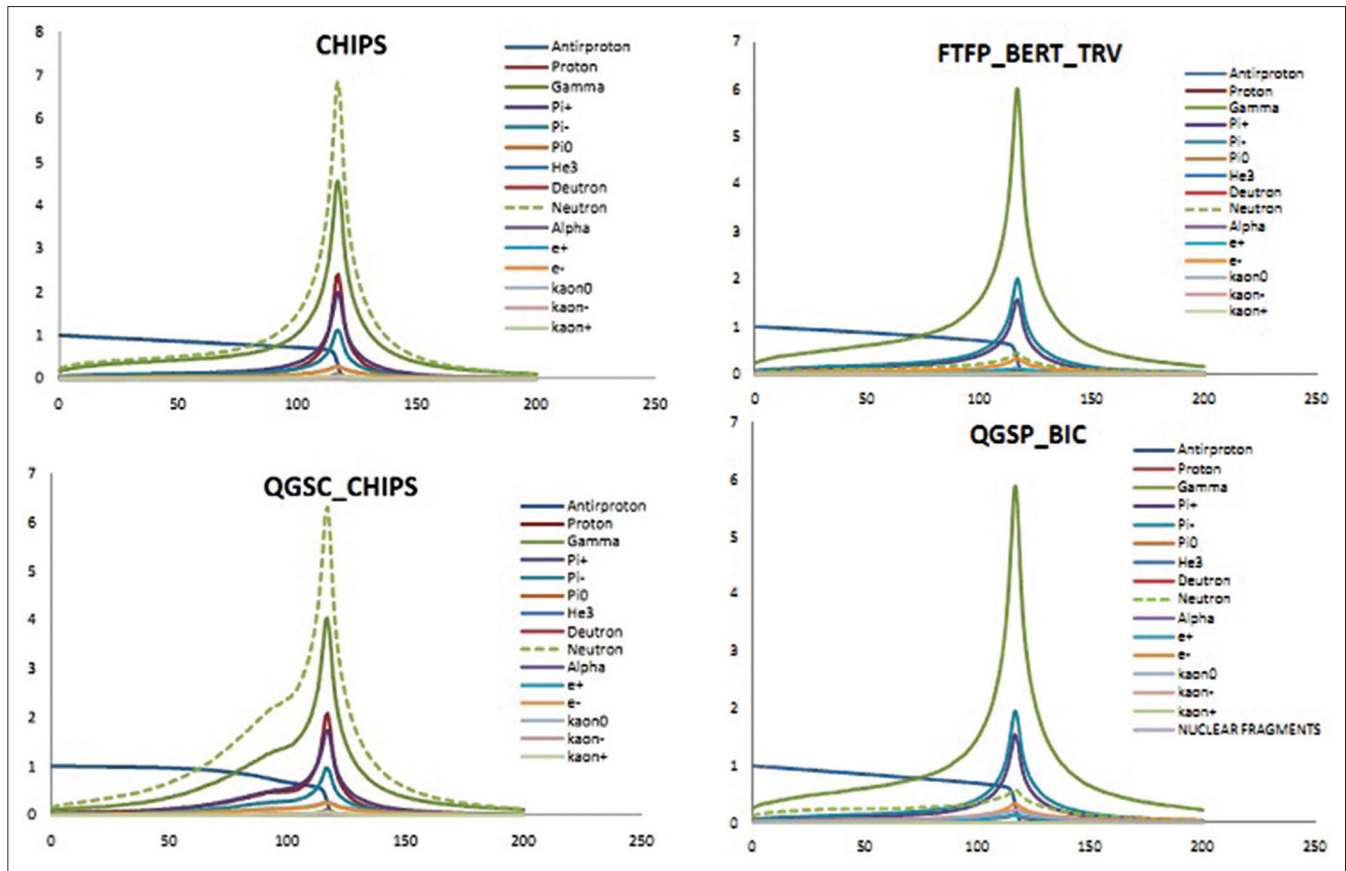 CHIPS
8
7
6
5
4
3
2
1
0
0 50 100 150 200 250
Antirproton
Proton
Gamma
Pi+
Pi-
Pi0
He3
Deutron
Neutron
Alpha
e+
e-
kaon0
kaon-
kaon+
FTFP_BERT_TRV
7
6
5
4
3
2
1
0
0 50 100 150 200 250
Antirproton
Proton
Gamma
Pi+
Pi-
Pi0
He3
Deutron
Neutron
Alpha
e+
e-
kaon0
kaon-
kaon+
QGSC_CHIPS
7
6
5
4
3
2
1
0
0 50 100 150 200 250
Antirproton
Proton
Gamma
Pi+
Pi-
Pi0
He3
Deutron
Neutron
Alpha
e+
e-
kaon0
kaon-
kaon+
QGSP_BIC
7
6
5
4
3
2
1
0
0 50 100 150 200 250
Antirproton
Proton
Gamma
Pi+
Pi-
Pi0
He3
Deutron
Neutron
Alpha
e+
e-
kaon0
kaon-
kaon+
NUCLEAR FRAGMENTS